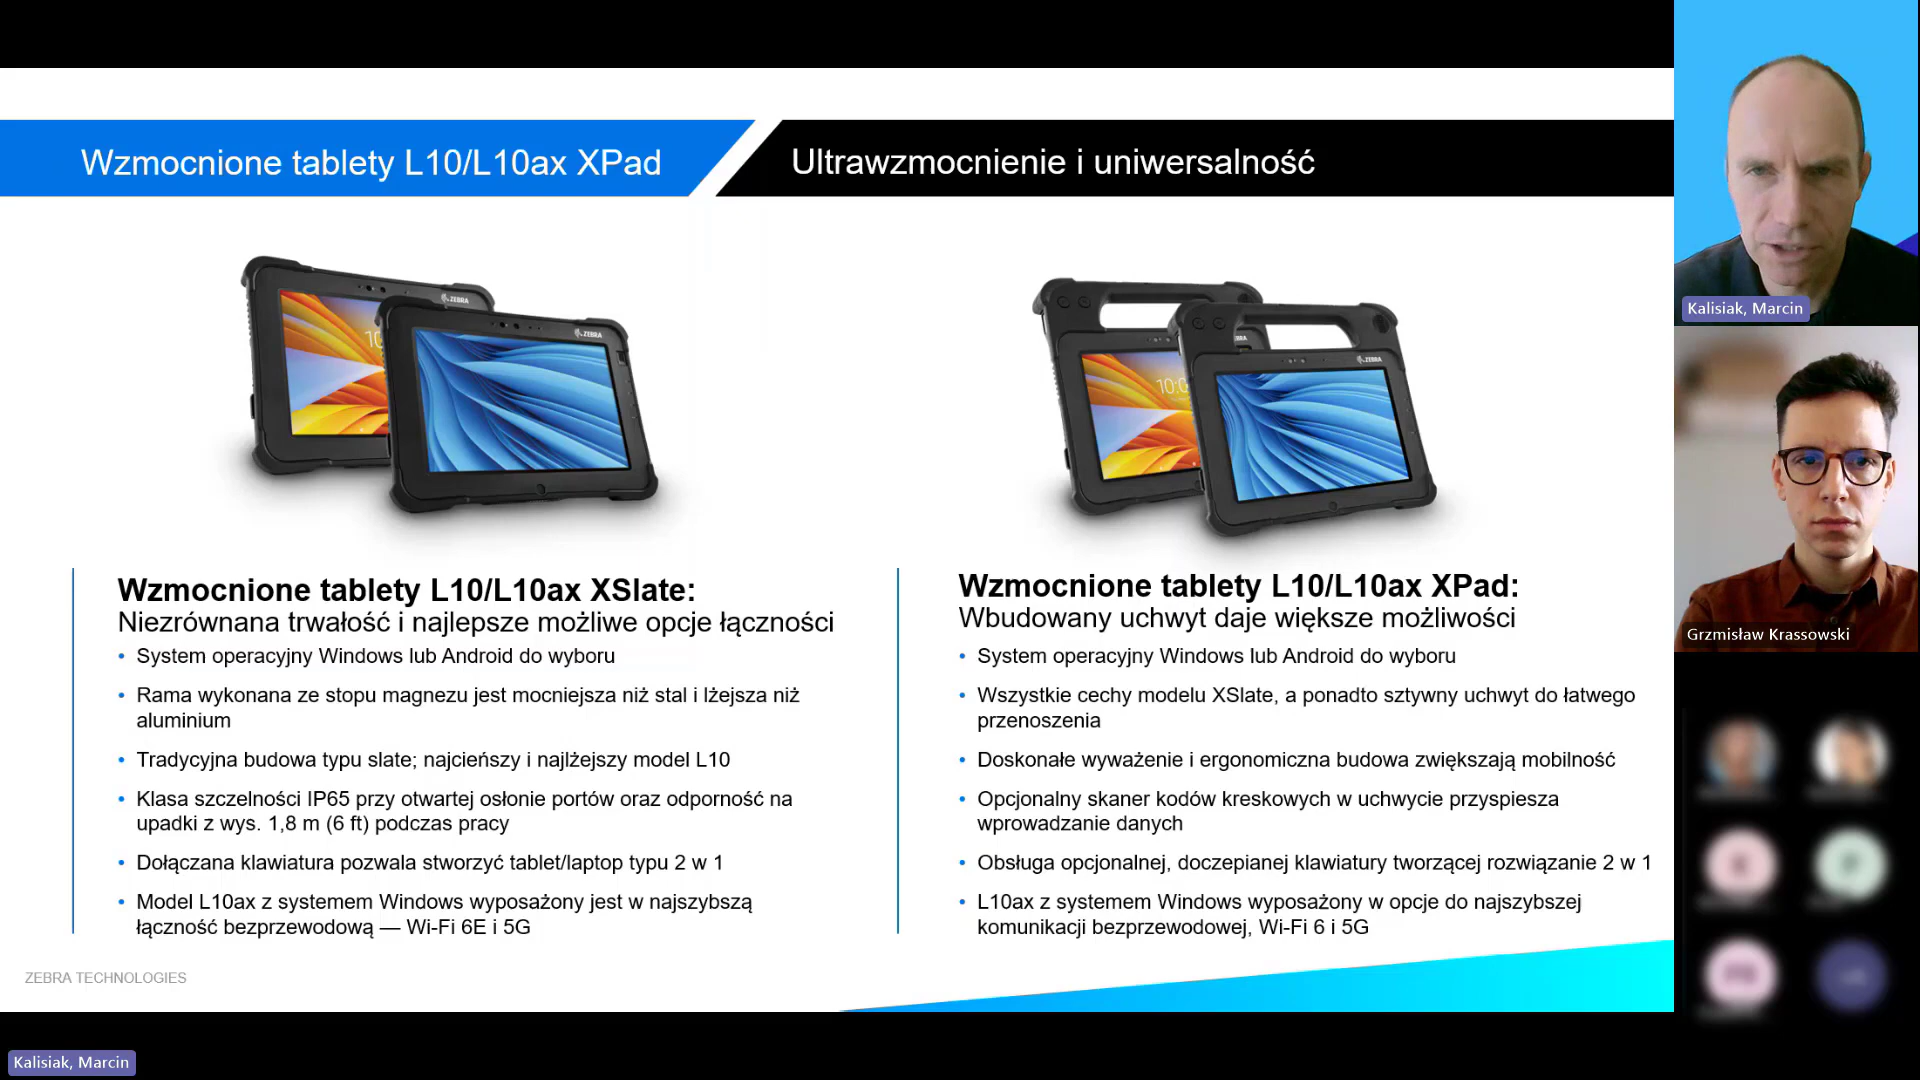 Wzmocnione tablety L10/L10ax XPad
Ultrawzmocnienie i uniwersalność
ZEBRA
ZEBRA
ZEBRA
Wzmocnione tablety L10/L10ax XSlate:
Niezrównana trwałość i najlepsze możliwe opcje łączności
• System operacyjny Windows lub Android do wyboru
• Rama wykonana ze stopu magnezu jest mocniejsza niż stal i lżejsza niż
aluminium
• Tradycyjna budowa typu slate; najcieńszy i najlżejszy model L10
• Klasa szczelności IP65 przy otwartej osłonie portów oraz odporność na
upadki z wys. 1,8 m (6 ft) podczas pracy
• Dołączana klawiatura pozwala stworzyć tablet/laptop typu 2 w 1
• Model L10ax z systemem Windows wyposażony jest w najszybszą
łączność bezprzewodową — Wi-Fi 6E i 5G
Wzmocnione tablety L10/L10ax XPad:
Wbudowany uchwyt daje większe możliwości
• System operacyjny Windows lub Android do wyboru
• Wszystkie cechy modelu XSlate, a ponadto sztywny uchwyt do łatwego
przenoszenia
• Doskonałe wyważenie i ergonomiczna budowa zwiększają mobilność
• Opcjonalny skaner kodów kreskowych w uchwycie przyspiesza
wprowadzanie danych
• Obsługa opcjonalnej, doczepianej klawiatury tworzącej rozwiązanie 2 w 1
• L10ax z systemem Windows wyposażony w opcje do najszybszej
komunikacji bezprzewodowej, Wi-Fi 6 i 5G
ZEBRA TECHNOLOGIES
Kalisiak, Marcin
Grzmisław Krassowski
Kalisiak, Marcin